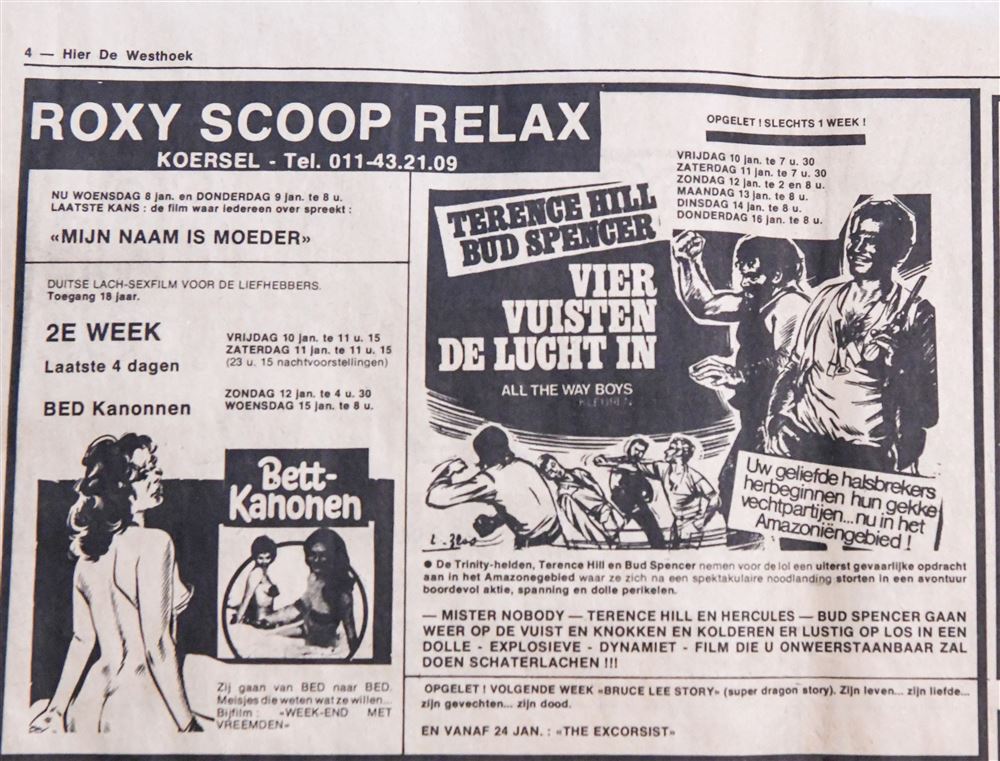 4 — Hier De Westhoek
ROXY SCOOP RELAX
KOERSEL - Tel. 011-43.21.09
NU WOENSDAG 8 jan. en DONDERDAG 9 jan. te 8 u.
LAATSTE KANS : de film waar iedereen over spreekt :
«MIJN NAAM IS MOEDER»
DUITSE LACH-SEXFILM VOOR DE LIEFHEBBERS.
Toegang 18 jaar.
2E WEEK
Laatste 4 dagen
BED Kanonnen
VRIJDAG 10 jan. te 11 u. 15
ZATERDAG 11 jan. te 11 u. 15
(23 u. 15 nachtvoorstellingen)
ZONDAG 12 jan. te 4 u. 30
WOENSDAG 15 jan. te 8 u.
Bett-
Kanonen
Zij gaan van BED naar BED.
Meisjes die weten wat ze willen...
Bijfilm : «WEEK-END MET
VREEMDEN»
OPGELET ! SLECHTS 1 WEEK !
VRIJDAG 10 jan. te 7 u. 30
ZATERDAG 11 jan. te 7 u. 30
ZONDAG 12 jan. te 2 en 8 u.
MAANDAG 13 jan. te 8 u.
DINSDAG 14 jan. te 8 u.
DONDERDAG 16 jan. te 8 u.
TERENCE HILL
BUD SPENCER
VIER
VUISTEN
DE LUCHT IN
ALL THE WAY BOYS
KLEUREN
Uw geliefde halsbrekers
herbeginnen hun gekke
vechtpartijen...nu in het
Amazoniëngebied !
● De Trinity-helden, Terence Hill en Bud Spencer nemen voor de lol een uiterst gevaarlijke opdracht
aan in het Amazonegebied waar ze zich na een spektakulaire noodlanding storten in een avontuur
boordevol aktie, spanning en dolle perikelen.
— MISTER NOBODY — TERENCE HILL EN HERCULES — BUD SPENCER GAAN
WEER OP DE VUIST EN KNOKKEN EN KOLDEREN ER LUSTIG OP LOS IN EEN
DOLLE - EXPLOSIEVE - DYNAMIET - FILM DIE U ONWEERSTAANBAAR ZAL
DOEN SCHATERLACHEN !!!
OPGELET ! VOLGENDE WEEK «BRUCE LEE STORY» (super dragon story). Zijn leven... zijn liefde...
zijn gevechten... zijn dood.
EN VANAF 24 JAN. : «THE EXCORSIST»